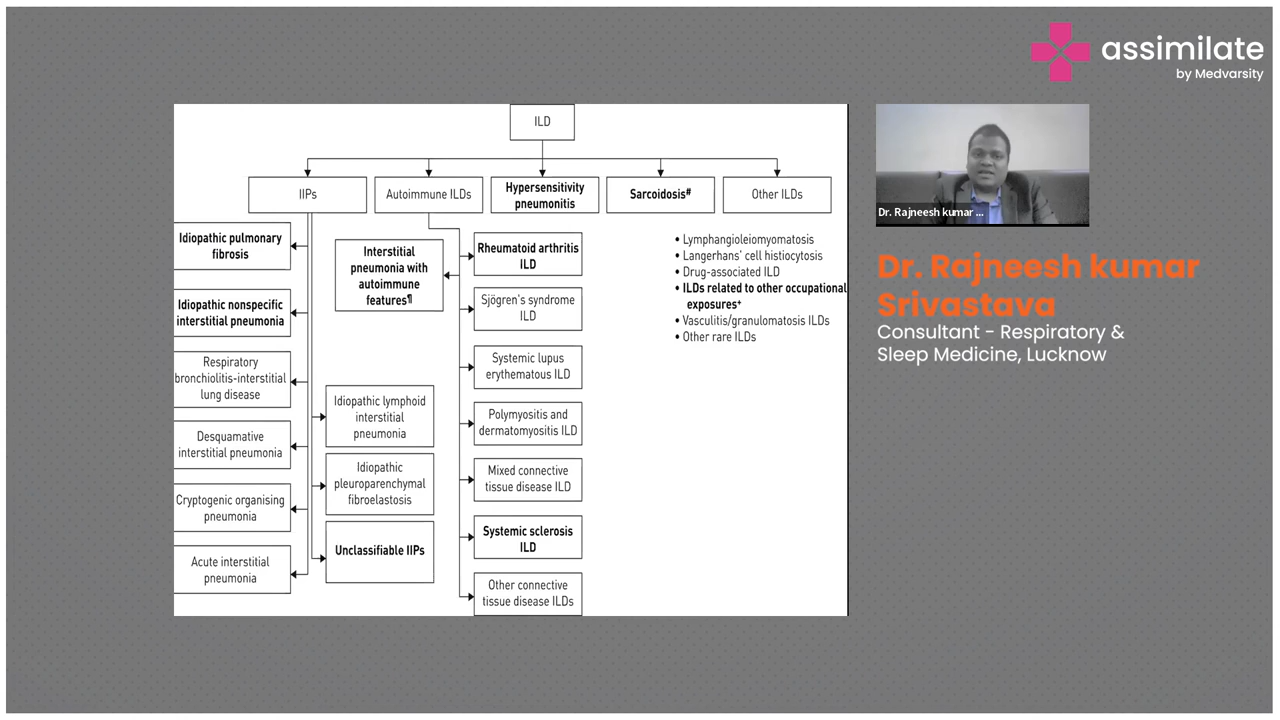 assimilate
by Medvarsity
ILD
IIPs
Autoimmune ILDs
Hypersensitivity
pneumonitis
Sarcoidosis#
Other ILDs
Idiopathic pulmonary
fibrosis
Idiopathic nonspecific
interstitial pneumonia
Respiratory
bronchiolitis-interstitial
lung disease
Desquamative
interstitial pneumonia
Cryptogenic organising
pneumonia
Acute interstitial
pneumonia
Idiopathic lymphoid
interstitial
pneumonia
Idiopathic
pleuroparenchymal
fibroelastosis
Unclassifiable IIPs
Interstitial
pneumonia with
autoimmune
features¶
Rheumatoid arthritis
ILD
Sjögren's syndrome
ILD
Systemic lupus
erythematous ILD
Polymyositis and
dermatomyositis ILD
Mixed connective
tissue disease ILD
Systemic sclerosis
ILD
Other connective
tissue disease ILDs
• Lymphangioleiomyomatosis
• Langerhans' cell histiocytosis
• Drug-associated ILD
• ILDs related to other occupational
exposures+
• Vasculitis/granulomatosis ILDs
• Other rare ILDs
Dr. Rajneesh kumar ...
Dr. Rajneesh kumar
Srivastava
Consultant - Respiratory &
Sleep Medicine, Lucknow